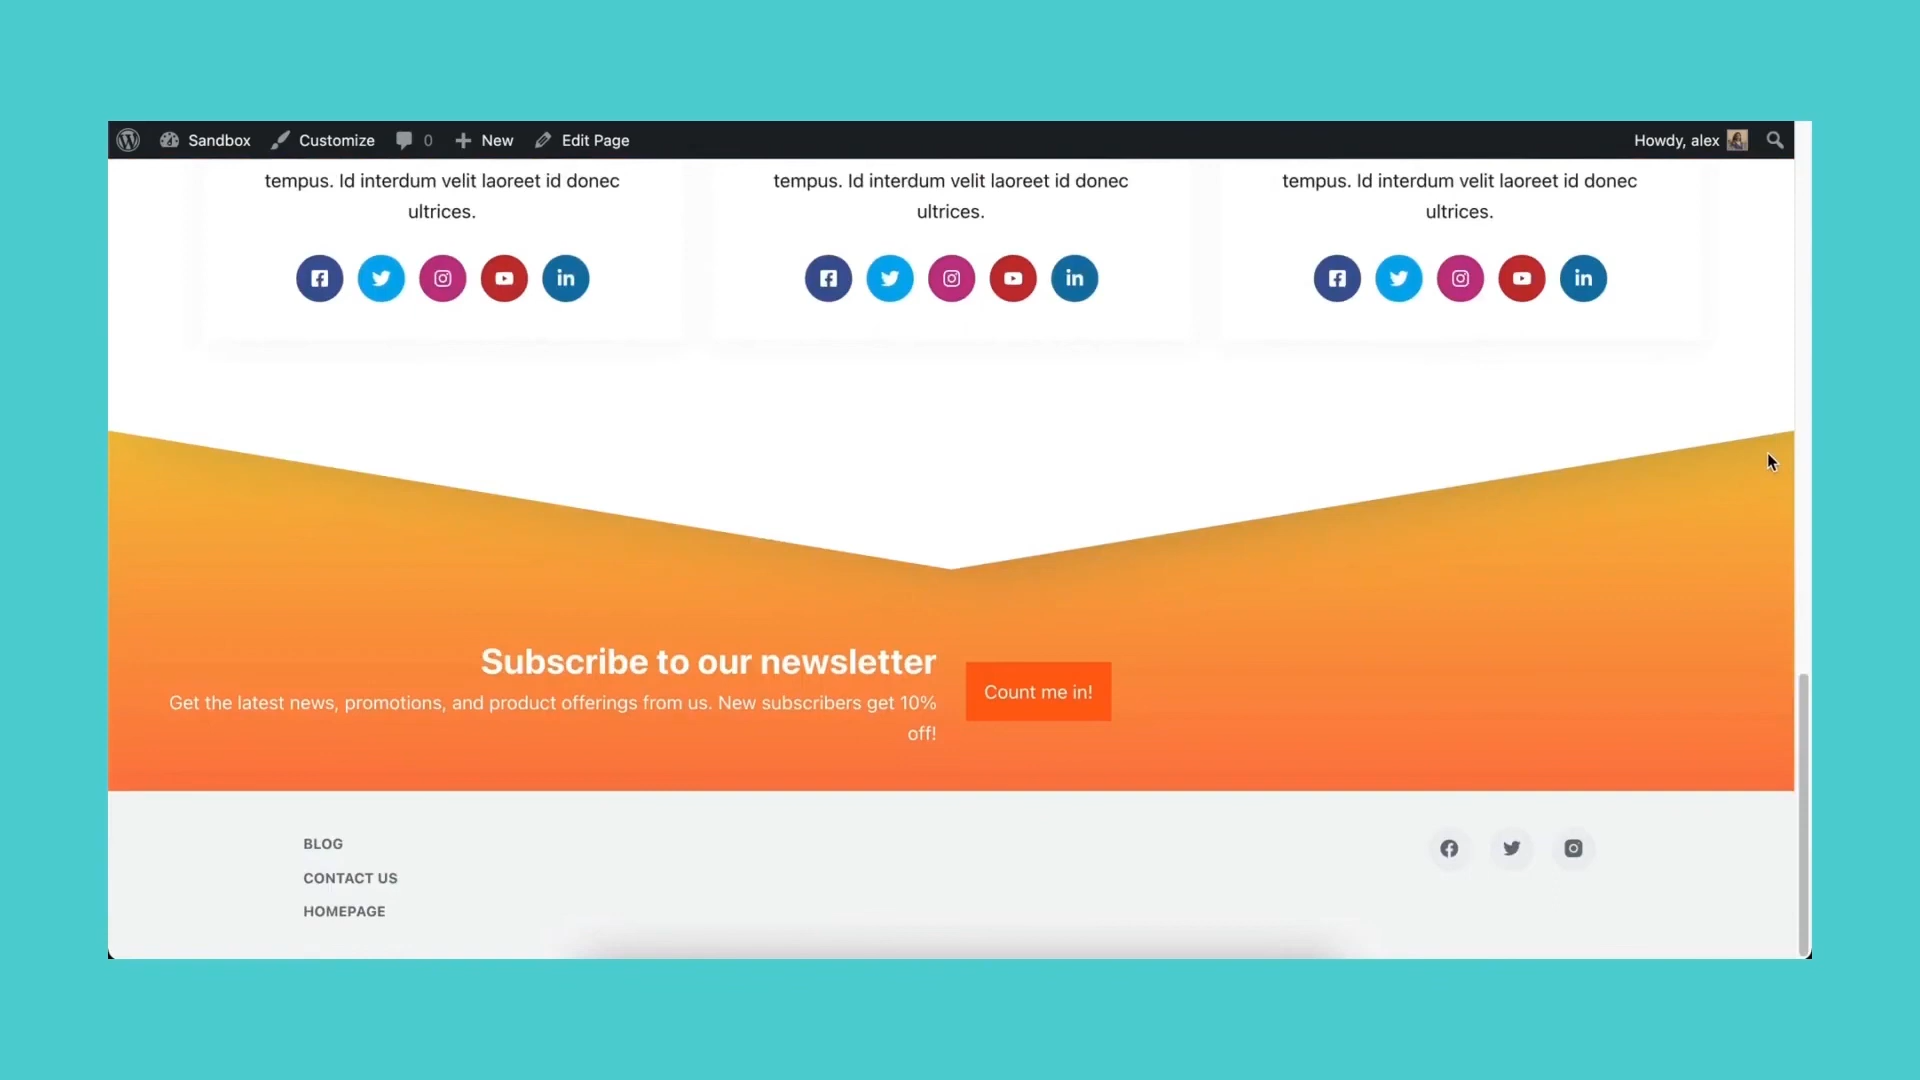 Sandbox Customize 0 New Edit Page Howdy, alex
tempus. Id interdum velit laoreet id donec
ultrices.
tempus. Id interdum velit laoreet id donec
ultrices.
tempus. Id interdum velit laoreet id donec
ultrices.
Subscribe to our newsletter
Get the latest news, promotions, and product offerings from us. New subscribers get 10%
off!
Count me in!
BLOG
CONTACT US
HOMEPAGE